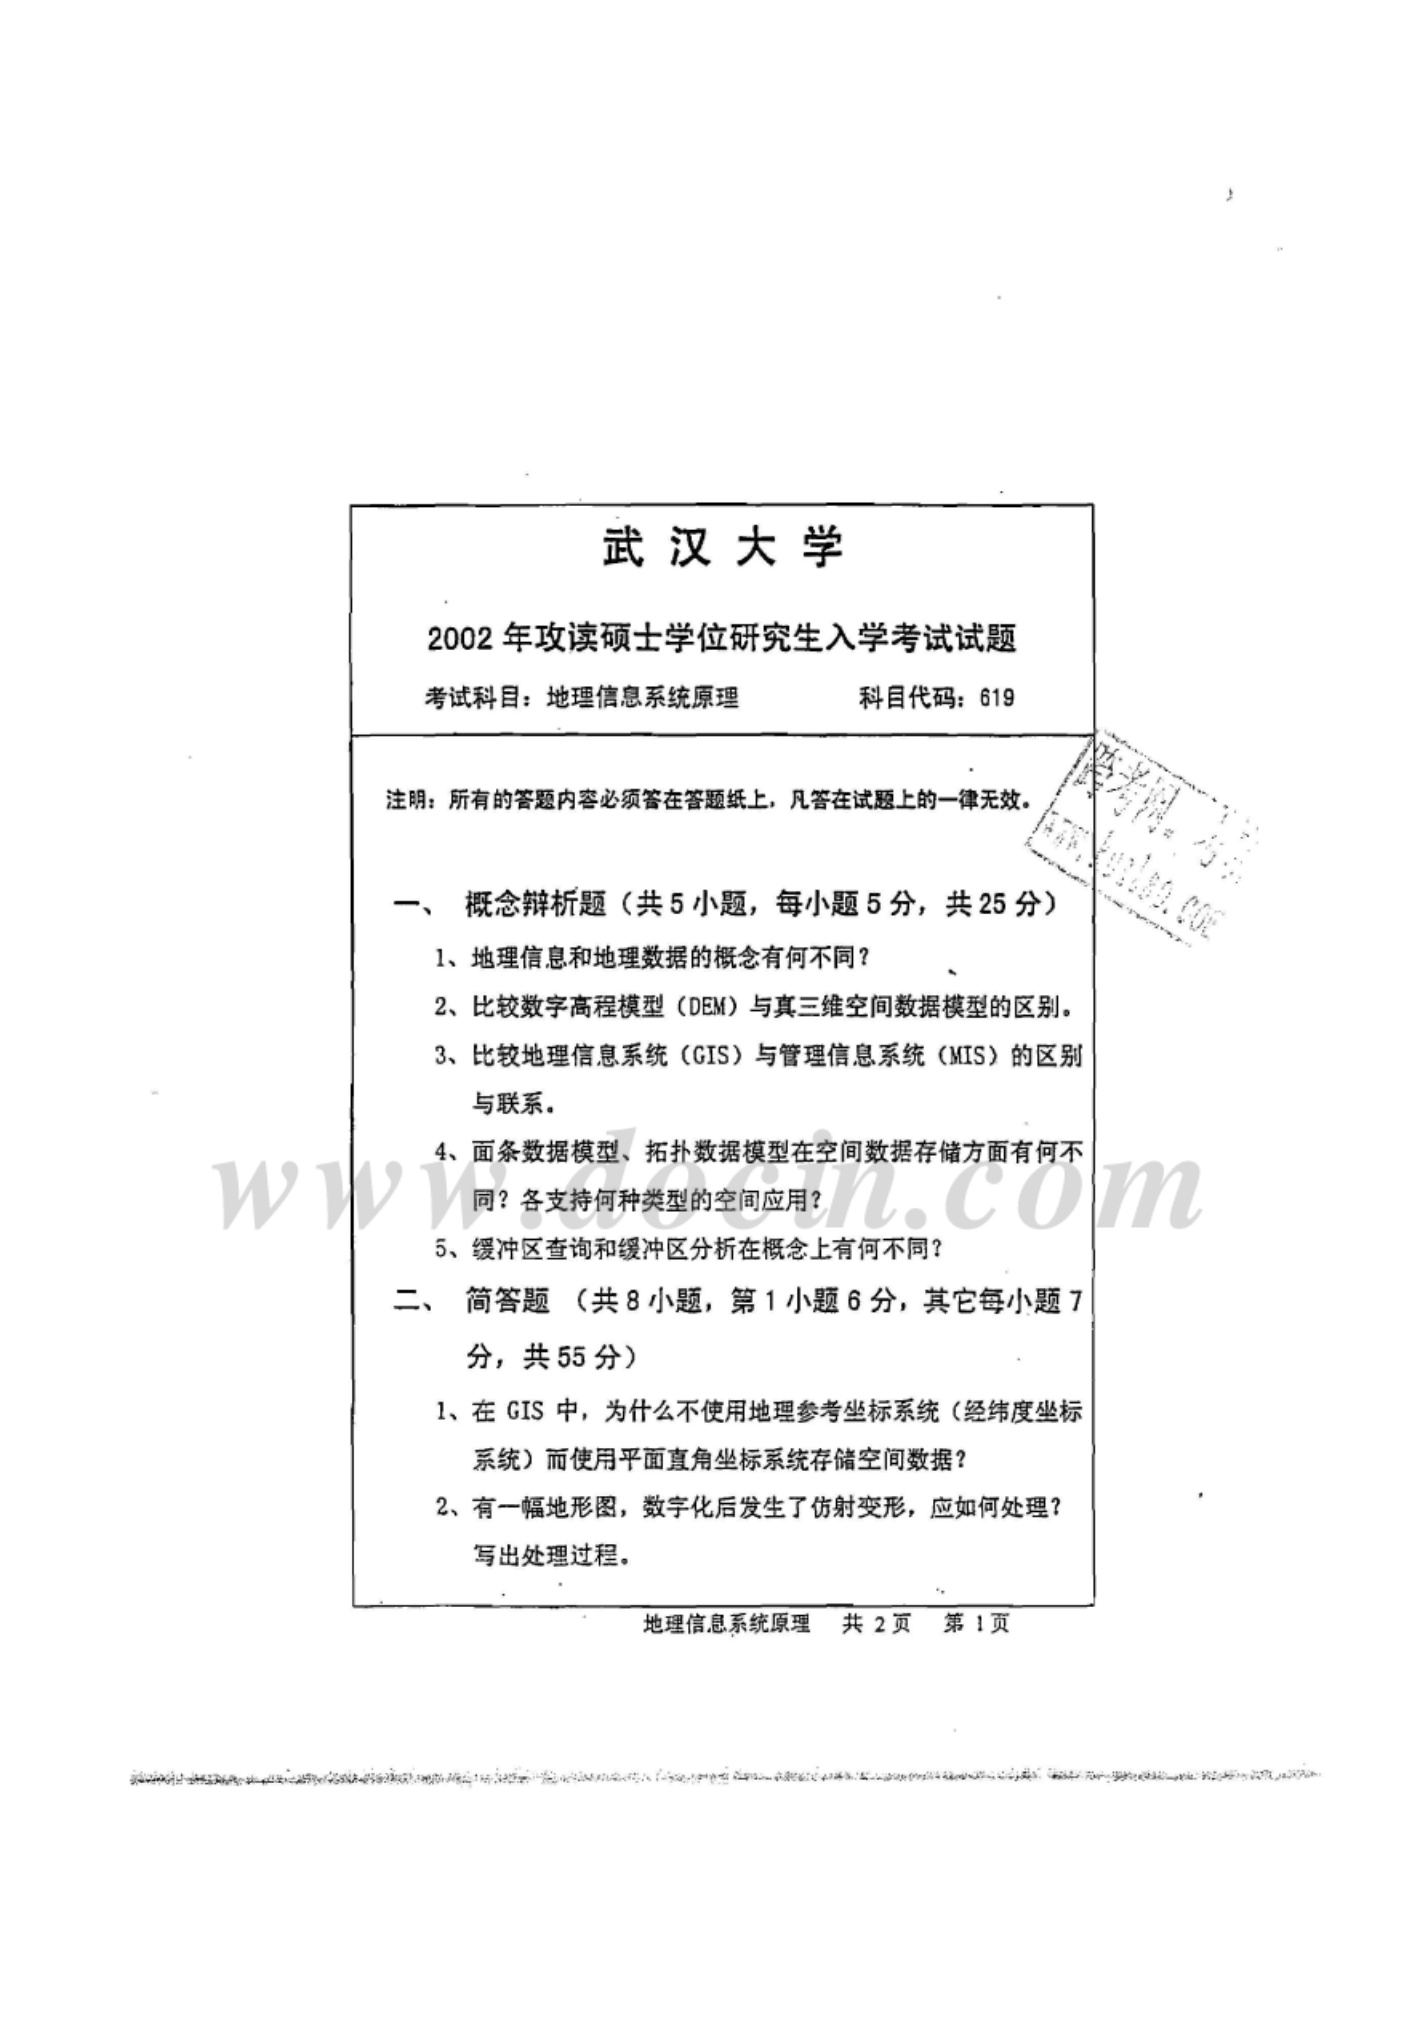 武汉大学
2002 年攻读硕士学位研究生入学考试试题
考试科目：地理信息系统原理 科目代码：619
注明：所有的答题内容必须答在答题纸上，凡答在试题上的一律无效。
跨考网
一、 概念辩析题（共 5 小题，每小题 5 分，共 25 分）
1、地理信息和地理数据的概念有何不同？
2、比较数字高程模型（DEM）与真三维空间数据模型的区别。
3、比较地理信息系统（GIS）与管理信息系统（MIS）的区别
与联系。
4、面条数据模型、拓扑数据模型在空间数据存储方面有何不
同？各支持何种类型的空间应用？
www.docin.com
5、缓冲区查询和缓冲区分析在概念上有何不同？
二、 简答题 （共 8 小题，第 1 小题 6 分，其它每小题 7
分，共 55 分）
1、在 GIS 中，为什么不使用地理参考坐标系统（经纬度坐标
系统）而使用平面直角坐标系统存储空间数据？
2、有一幅地形图，数字化后发生了仿射变形，应如何处理？
写出处理过程。
地理信息系统原理 共 2 页 第 1 页